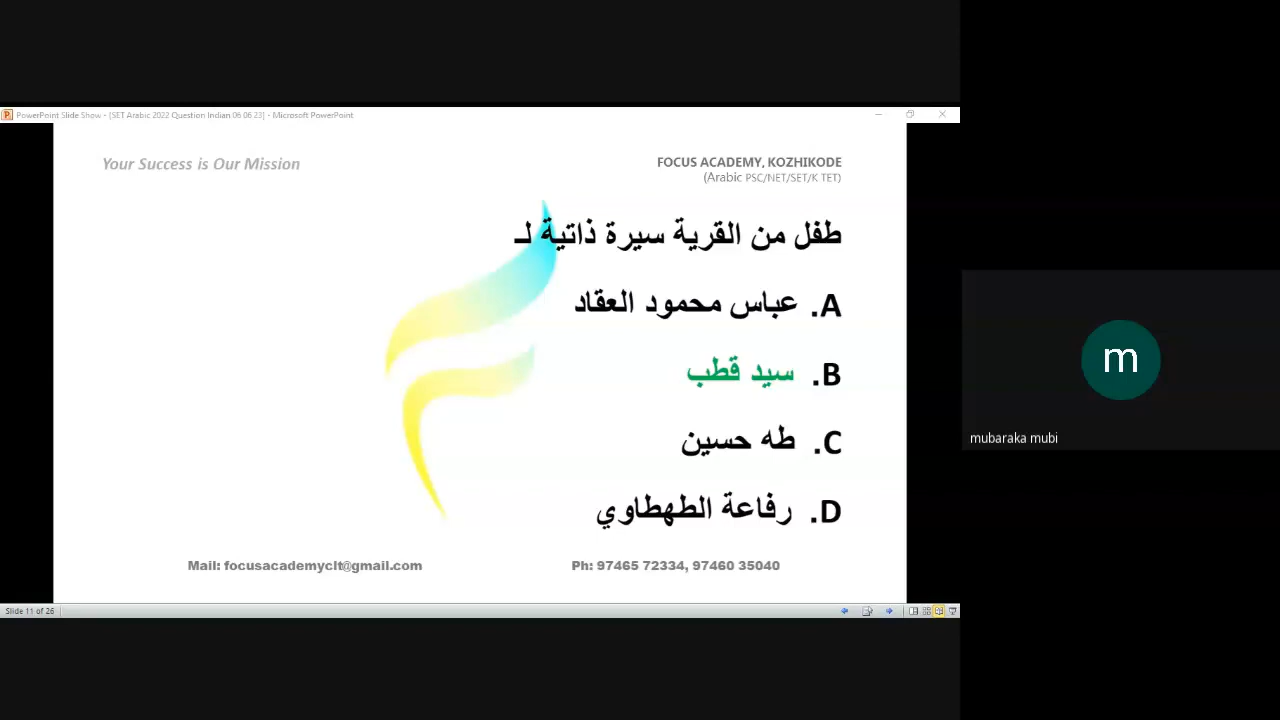 PowerPoint Slide Show - [SET Arabic 2022 Question Indian 06 06 23] - Microsoft PowerPoint
Your Success is Our Mission
FOCUS ACADEMY, KOZHIKODE
(Arabic PSC/NET/SET/K TET)
طفل من القرية سيرة ذاتية لـ
A. عباس محمود العقاد
B. سيد قطب
C. طه حسين
D. رفاعة الطهطاوي
Mail: focusacademyclt@gmail.com
Ph: 97465 72334, 97460 35040
Slide 11 of 26
m
mubaraka mubi